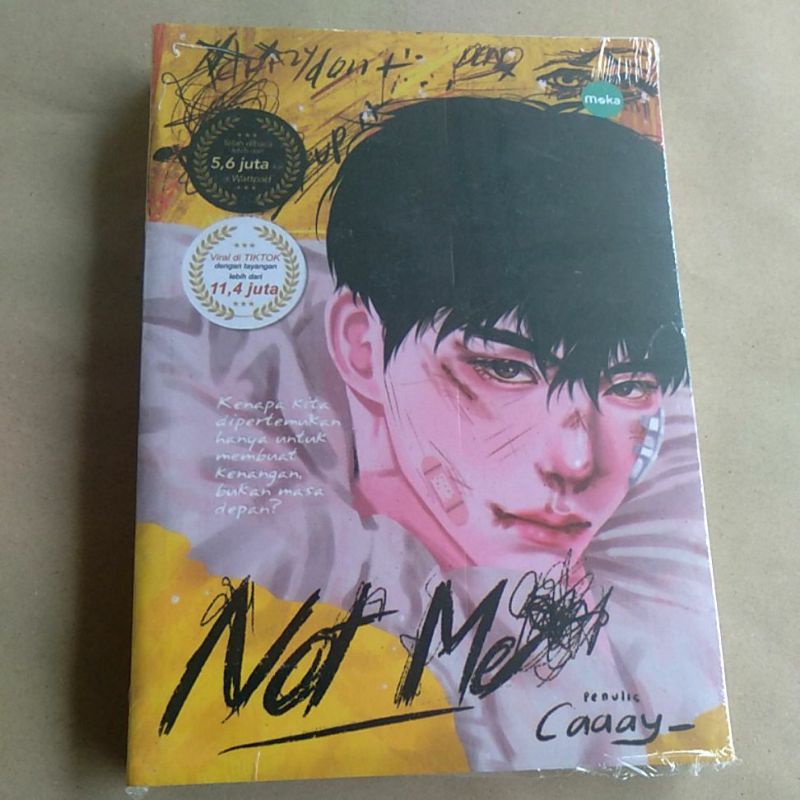 moka
Telah dibaca
lebih dari
5,6 juta
Wattpad
Viral di TIKTOK
dengan tayangan
lebih dari
11,4 juta
Kenapa kita
dipertemukan
hanya untuk
membuat
kenangan,
bukan masa
depan?
Not Me
Penulis
Caaay_